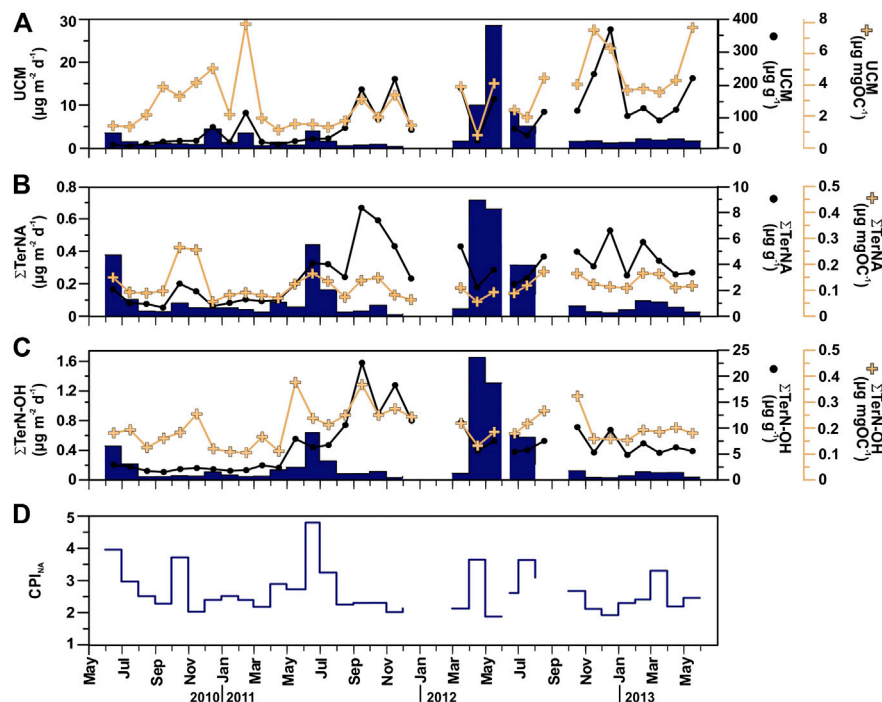 A
UCM
(µg m⁻² d⁻¹)
30
20
10
0
400
300
200
100
0
UCM
(µg g⁻¹)
8
6
4
2
0
UCM
(µg mgOC⁻¹)
B
ΣTerNA
(µg m⁻² d⁻¹)
0.8
0.6
0.4
0.2
0
10
8
6
4
2
0
ΣTerNA
(µg g⁻¹)
0.5
0.4
0.3
0.2
0.1
0
ΣTerNA
(µg mgOC⁻¹)
C
ΣTerN-OH
(µg m⁻² d⁻¹)
1.6
1.2
0.8
0.4
0
25
20
15
10
5
0
ΣTerN-OH
(µg g⁻¹)
0.5
0.4
0.3
0.2
0.1
0
ΣTerN-OH
(µg mgOC⁻¹)
D
CPINA
5
4
3
2
1
May Jul Sep Nov Jan Mar May Jul Sep Nov Jan Mar May Jul Sep Nov Jan Mar May
2010 2011 2012 2013